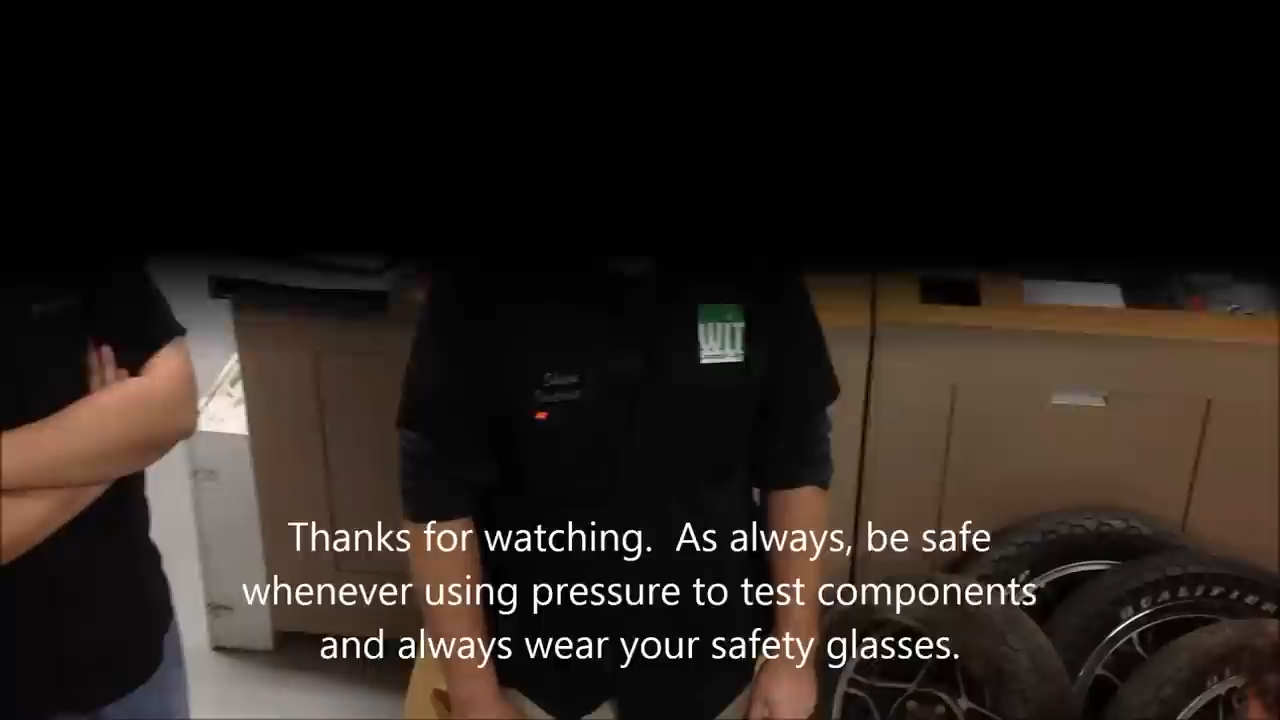 WIT
Thanks for watching.  As always, be safe
whenever using pressure to test components
and always wear your safety glasses.
QUALIFIER